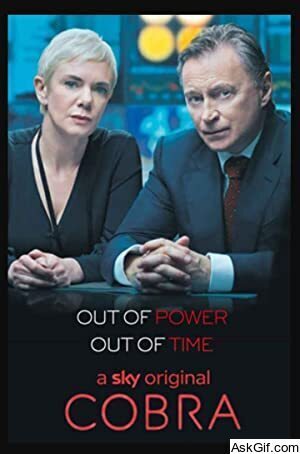 OUT OF POWER
OUT OF TIME
a sky original
COBRA
AskGif.com